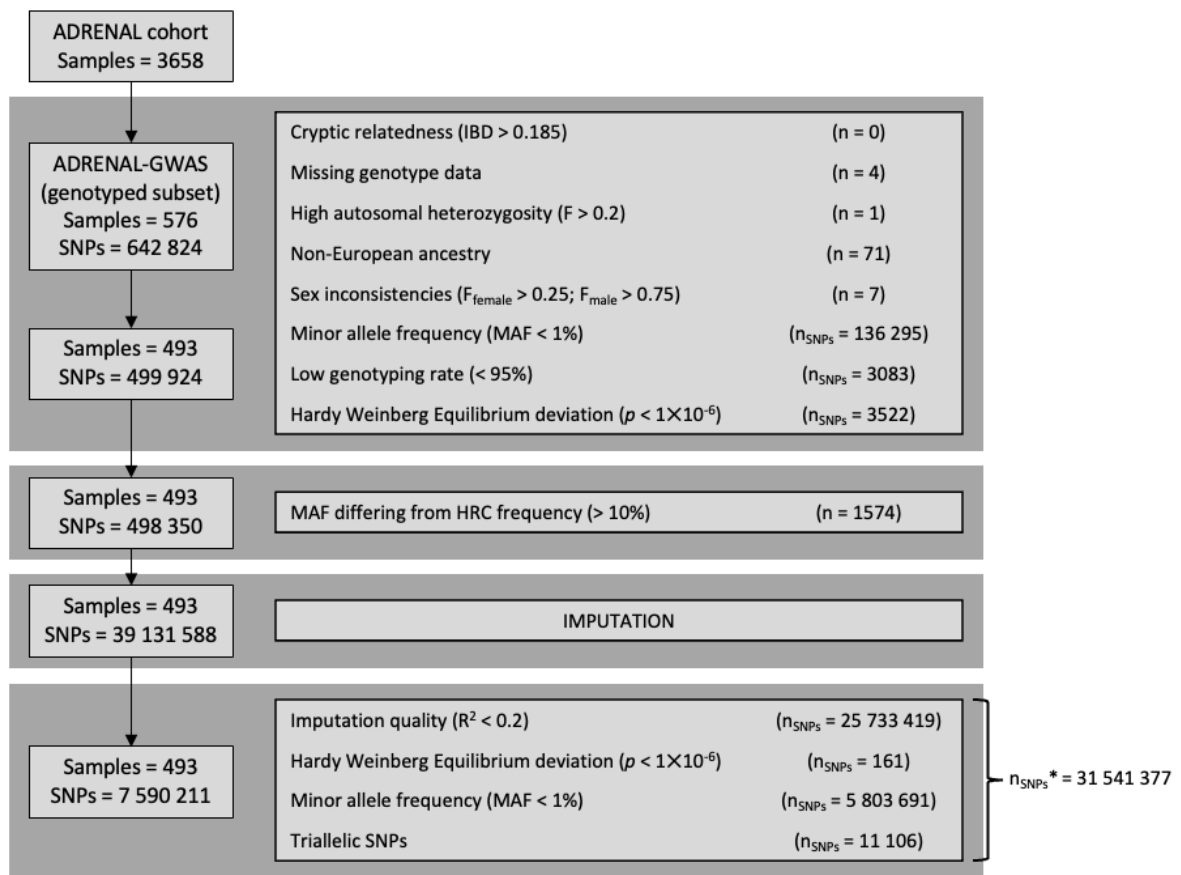 ADRENAL cohort
Samples = 3658
ADRENAL-GWAS
(genotyped subset)
Samples = 576
SNPs = 642 824
Samples = 493
SNPs = 499 924
Cryptic relatedness (IBD > 0.185) (n = 0)
Missing genotype data (n = 4)
High autosomal heterozygosity (F > 0.2) (n = 1)
Non-European ancestry (n = 71)
Sex inconsistencies (Ffemale > 0.25; Fmale > 0.75) (n = 7)
Minor allele frequency (MAF < 1%) (nSNPs = 136 295)
Low genotyping rate (< 95%) (nSNPs = 3083)
Hardy Weinberg Equilibrium deviation (p < 1×10-6) (nSNPs = 3522)
Samples = 493
SNPs = 498 350
MAF differing from HRC frequency (> 10%) (n = 1574)
Samples = 493
SNPs = 39 131 588
IMPUTATION
Samples = 493
SNPs = 7 590 211
Imputation quality (R2 < 0.2) (nSNPs = 25 733 419)
Hardy Weinberg Equilibrium deviation (p < 1×10-6) (nSNPs = 161)
Minor allele frequency (MAF < 1%) (nSNPs = 5 803 691)
Triallelic SNPs (nSNPs = 11 106)
nSNPs* = 31 541 377